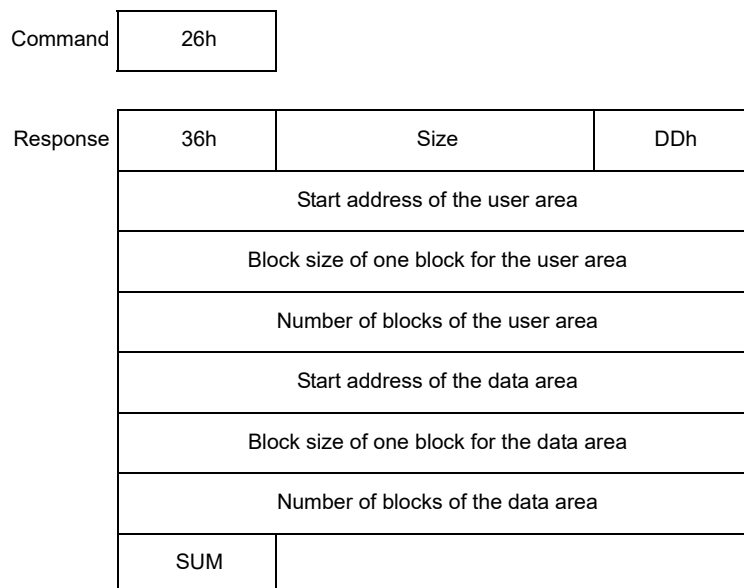 Command 26h
Response 36h Size DDh
Start address of the user area
Block size of one block for the user area
Number of blocks of the user area
Start address of the data area
Block size of one block for the data area
Number of blocks of the data area
SUM